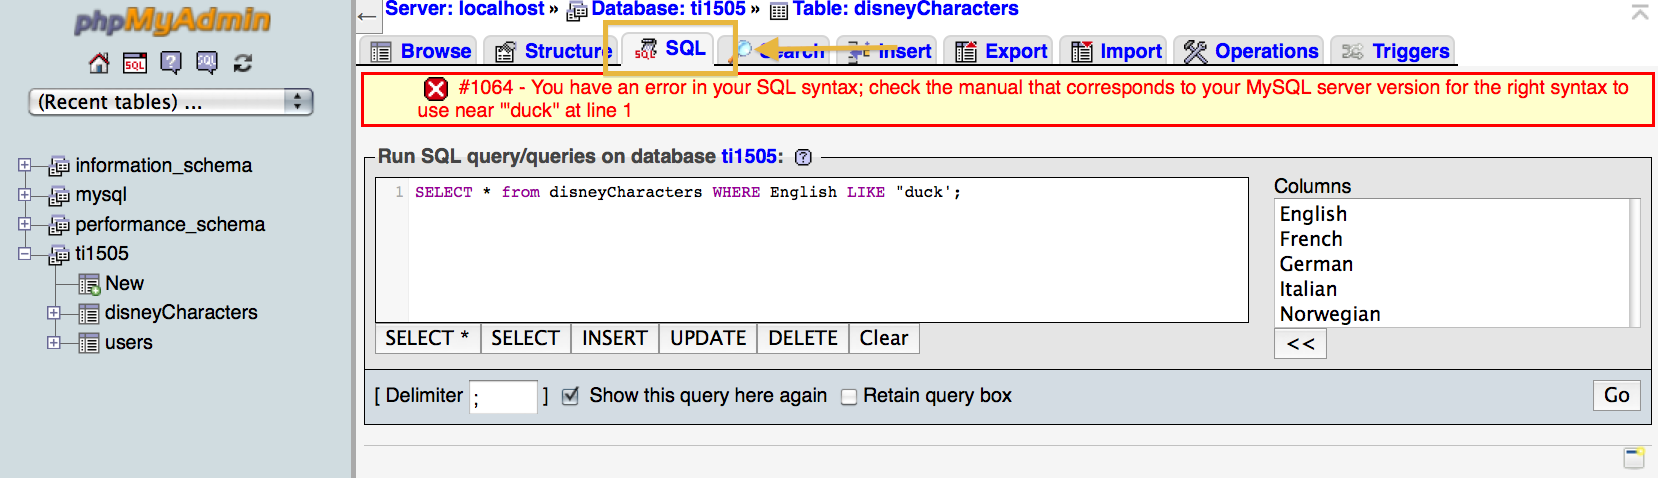 phpMyAdmin
SQL
SQL
(Recent tables) ...
information_schema
mysql
performance_schema
ti1505
New
disneyCharacters
users
Server: localhost » Database: ti1505 » Table: disneyCharacters
Browse Structure SQL Search Insert Export Import Operations Triggers
#1064 - You have an error in your SQL syntax; check the manual that corresponds to your MySQL server version for the right syntax to
use near '"duck" at line 1
Run SQL query/queries on database ti1505:
1 SELECT * from disneyCharacters WHERE English LIKE "duck';
Columns
English
French
German
Italian
Norwegian
SELECT * SELECT INSERT UPDATE DELETE Clear
<<
[ Delimiter ; ] Show this query here again Retain query box
Go